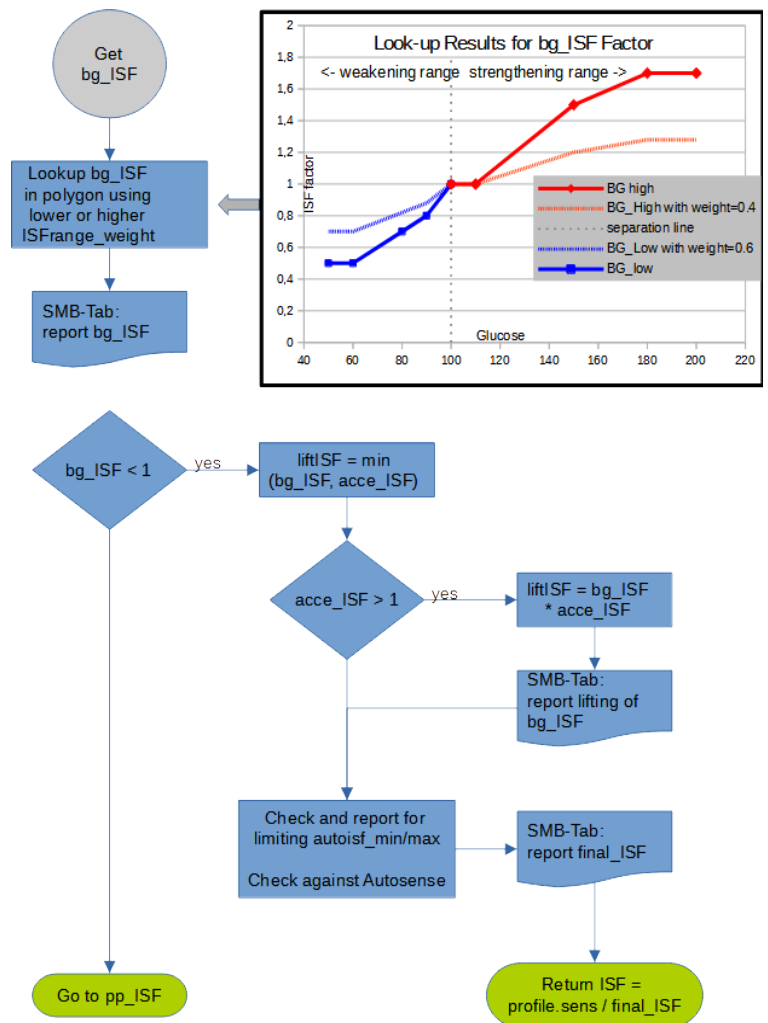 Get
bg_ISF
Lookup bg_ISF
in polygon using
lower or higher
ISFrange_weight
SMB-Tab:
report bg_ISF
Look-up Results for bg_ISF Factor
<- weakening range strengthening range ->
ISF factor
2
1,8
1,6
1,4
1,2
1
0,8
0,6
0,4
0,2
0
40
60
80
100
120
140
160
180
200
220
Glucose
BG high
BG_High with weight=0.4
separation line
BG_Low with weight=0.6
BG_low
bg_ISF < 1
yes
liftISF = min
(bg_ISF, acce_ISF)
acce_ISF > 1
yes
liftISF = bg_ISF
* acce_ISF
SMB-Tab:
report lifting of
bg_ISF
Check and report for
limiting autoisf_min/max
Check against Autosense
SMB-Tab:
report final_ISF
Go to pp_ISF
Return ISF =
profile.sens / final_ISF